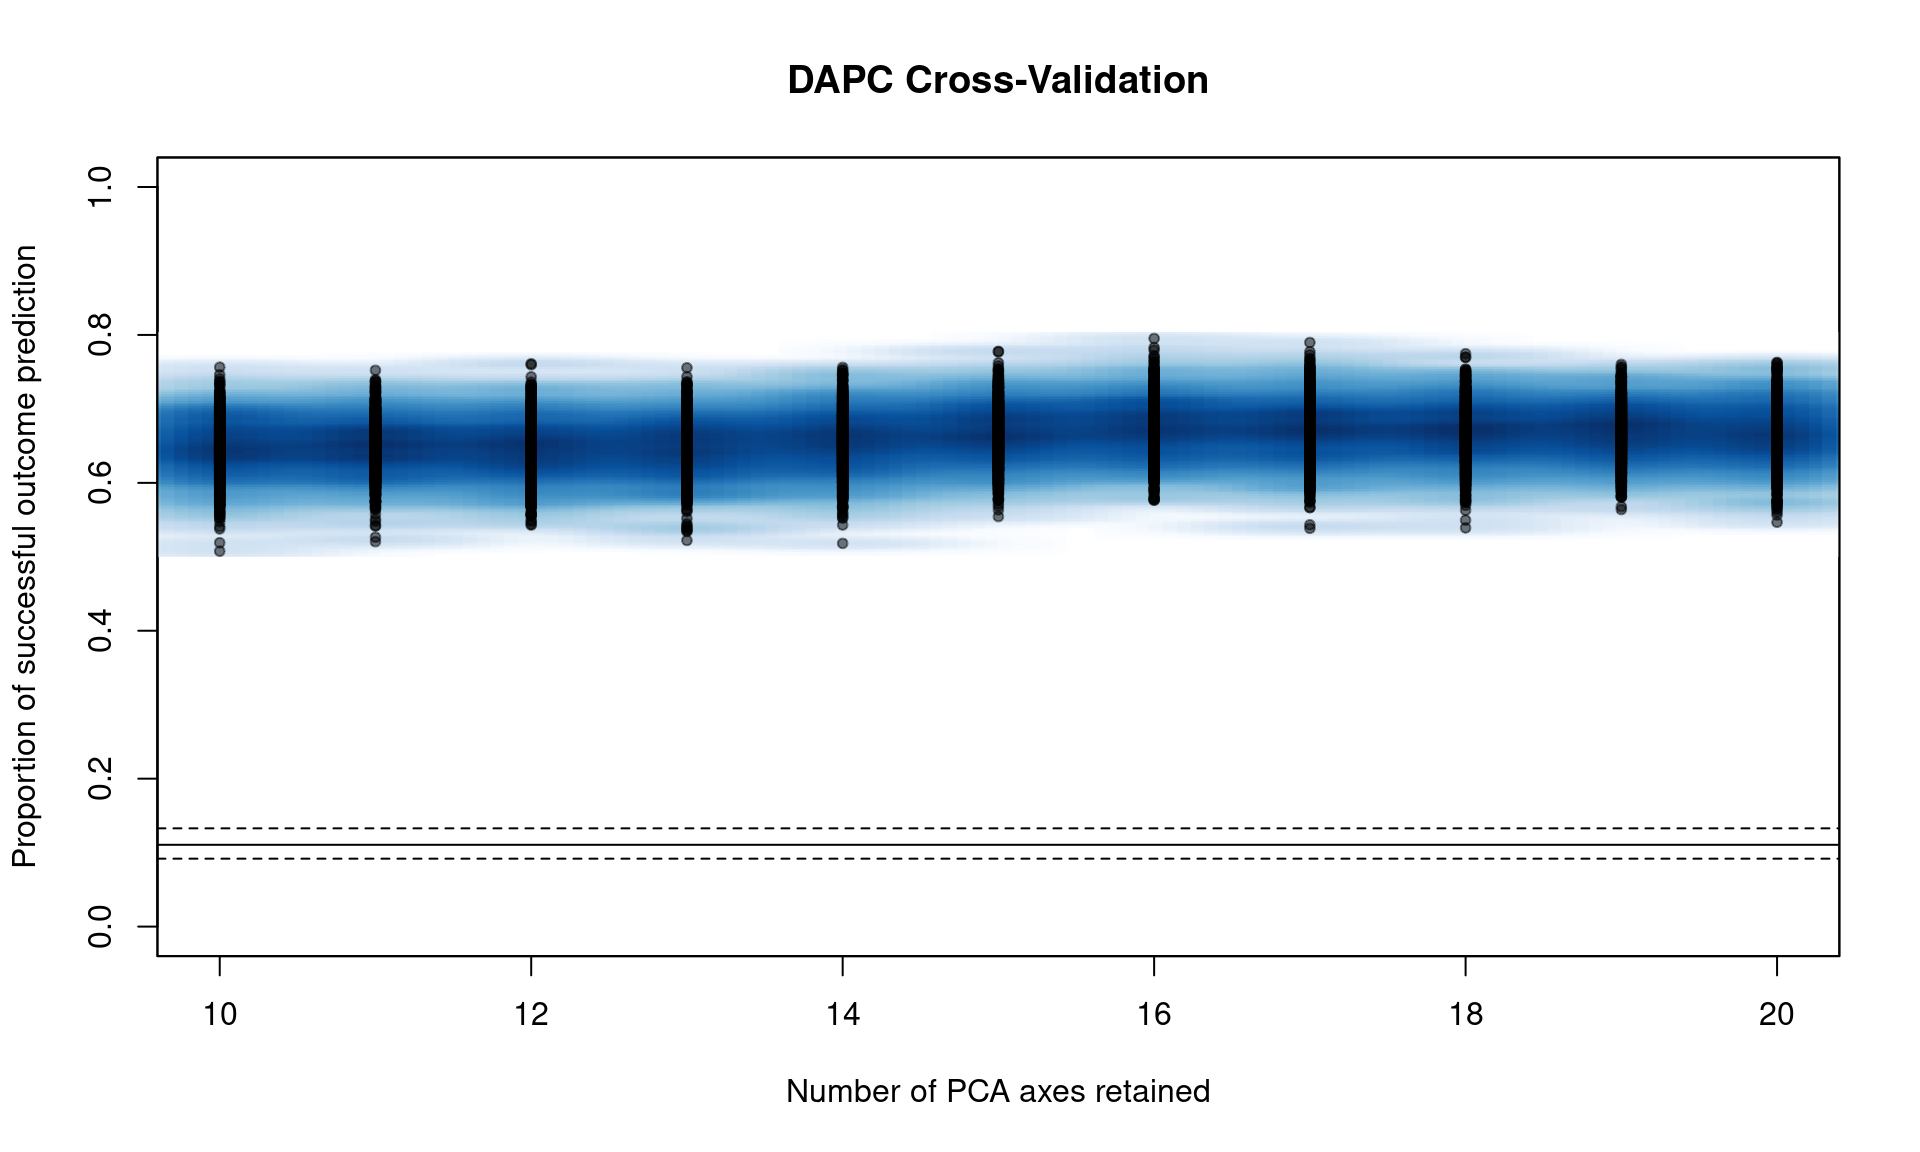 DAPC Cross-Validation
Proportion of successful outcome prediction
1.0
0.8
0.6
0.4
0.2
0.0
10 12 14 16 18 20
Number of PCA axes retained